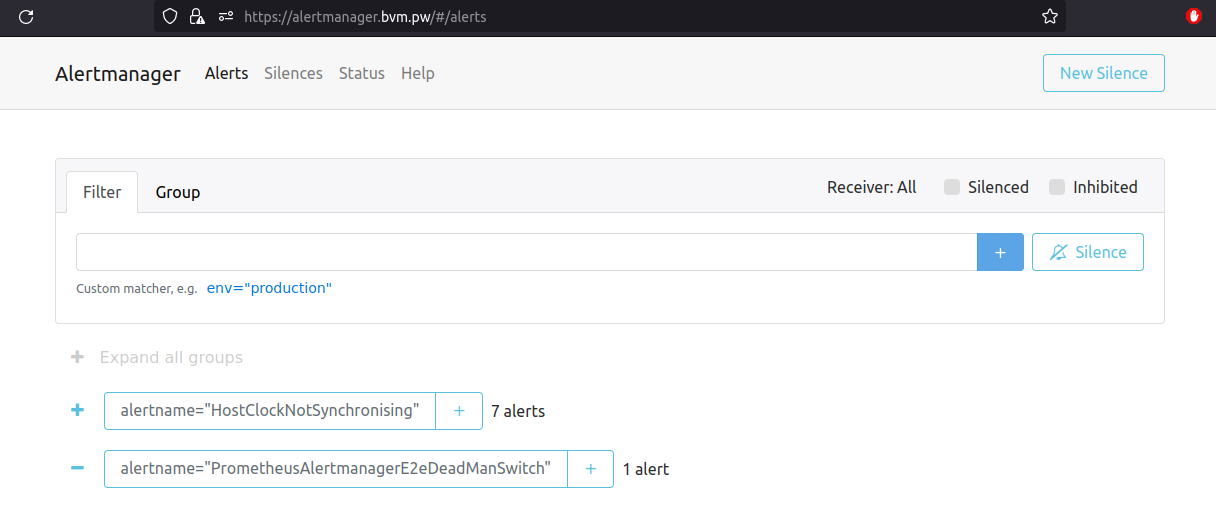 https://alertmanager.bvm.pw/#/alerts
Alertmanager Alerts Silences Status Help New Silence
Filter Group Receiver: All Silenced Inhibited
+ Silence
Custom matcher, e.g. env="production"
+ Expand all groups
+ alertname="HostClockNotSynchronising" + 7 alerts
− alertname="PrometheusAlertmanagerE2eDeadManSwitch" + 1 alert